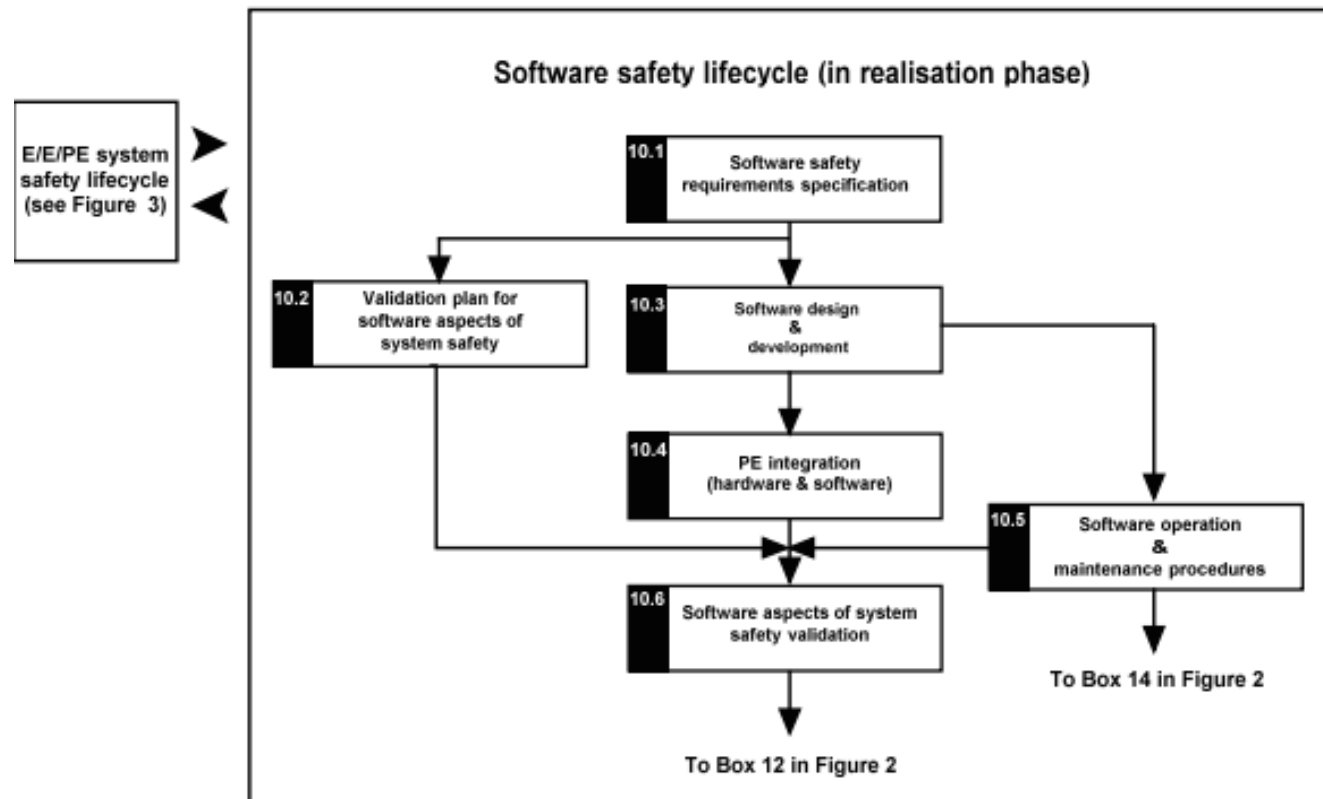 Software safety lifecycle (in realisation phase)
E/E/PE system
safety lifecycle
(see Figure 3)
10.1
Software safety
requirements specification
10.2
Validation plan for
software aspects of
system safety
10.3
Software design
&
development
10.4
PE integration
(hardware & software)
10.5
Software operation
&
maintenance procedures
10.6
Software aspects of system
safety validation
To Box 14 in Figure 2
To Box 12 in Figure 2